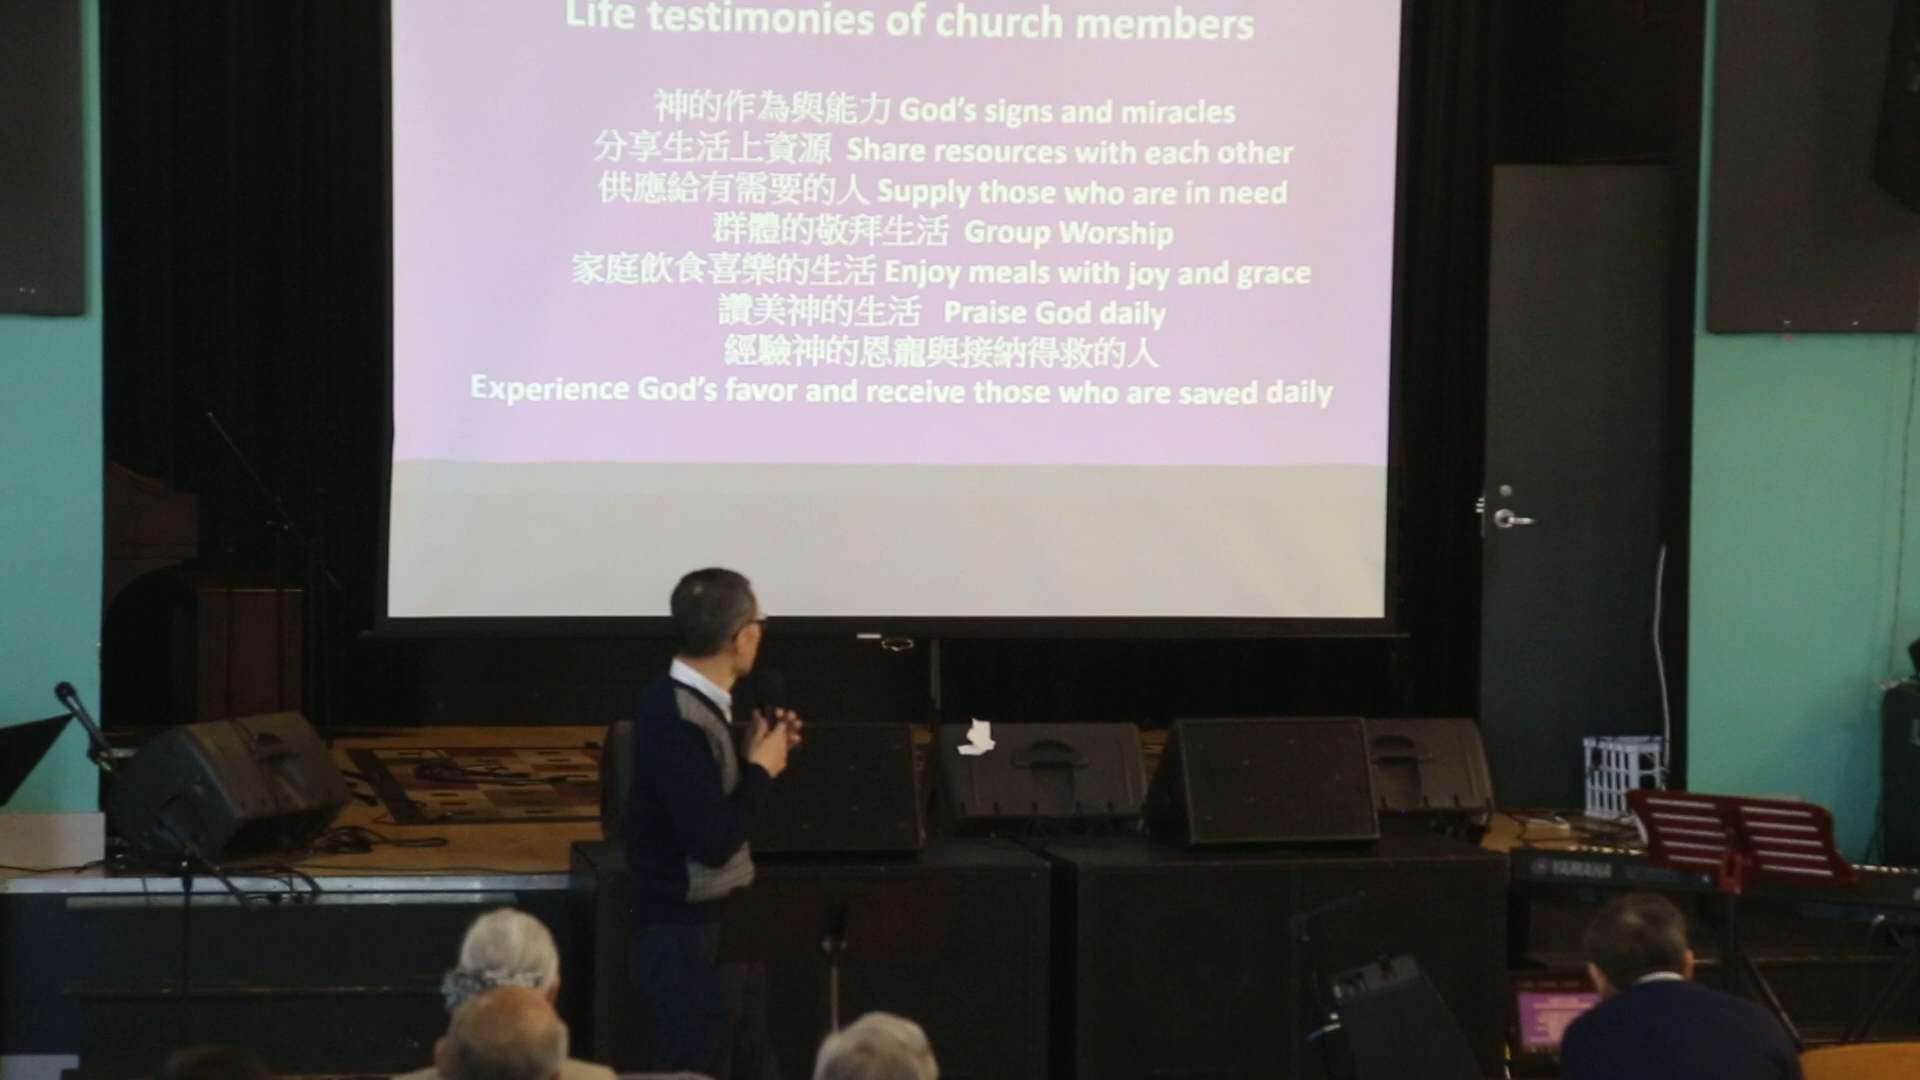 Life testimonies of church members
神的作為與能力 God's signs and miracles
分享生活上資源 Share resources with each other
供應給有需要的人 Supply those who are in need
群體的敬拜生活 Group Worship
家庭飲食喜樂的生活 Enjoy meals with joy and grace
讚美神的生活 Praise God daily
經驗神的恩寵與接納得救的人
Experience God's favor and receive those who are saved daily
YAMAHA